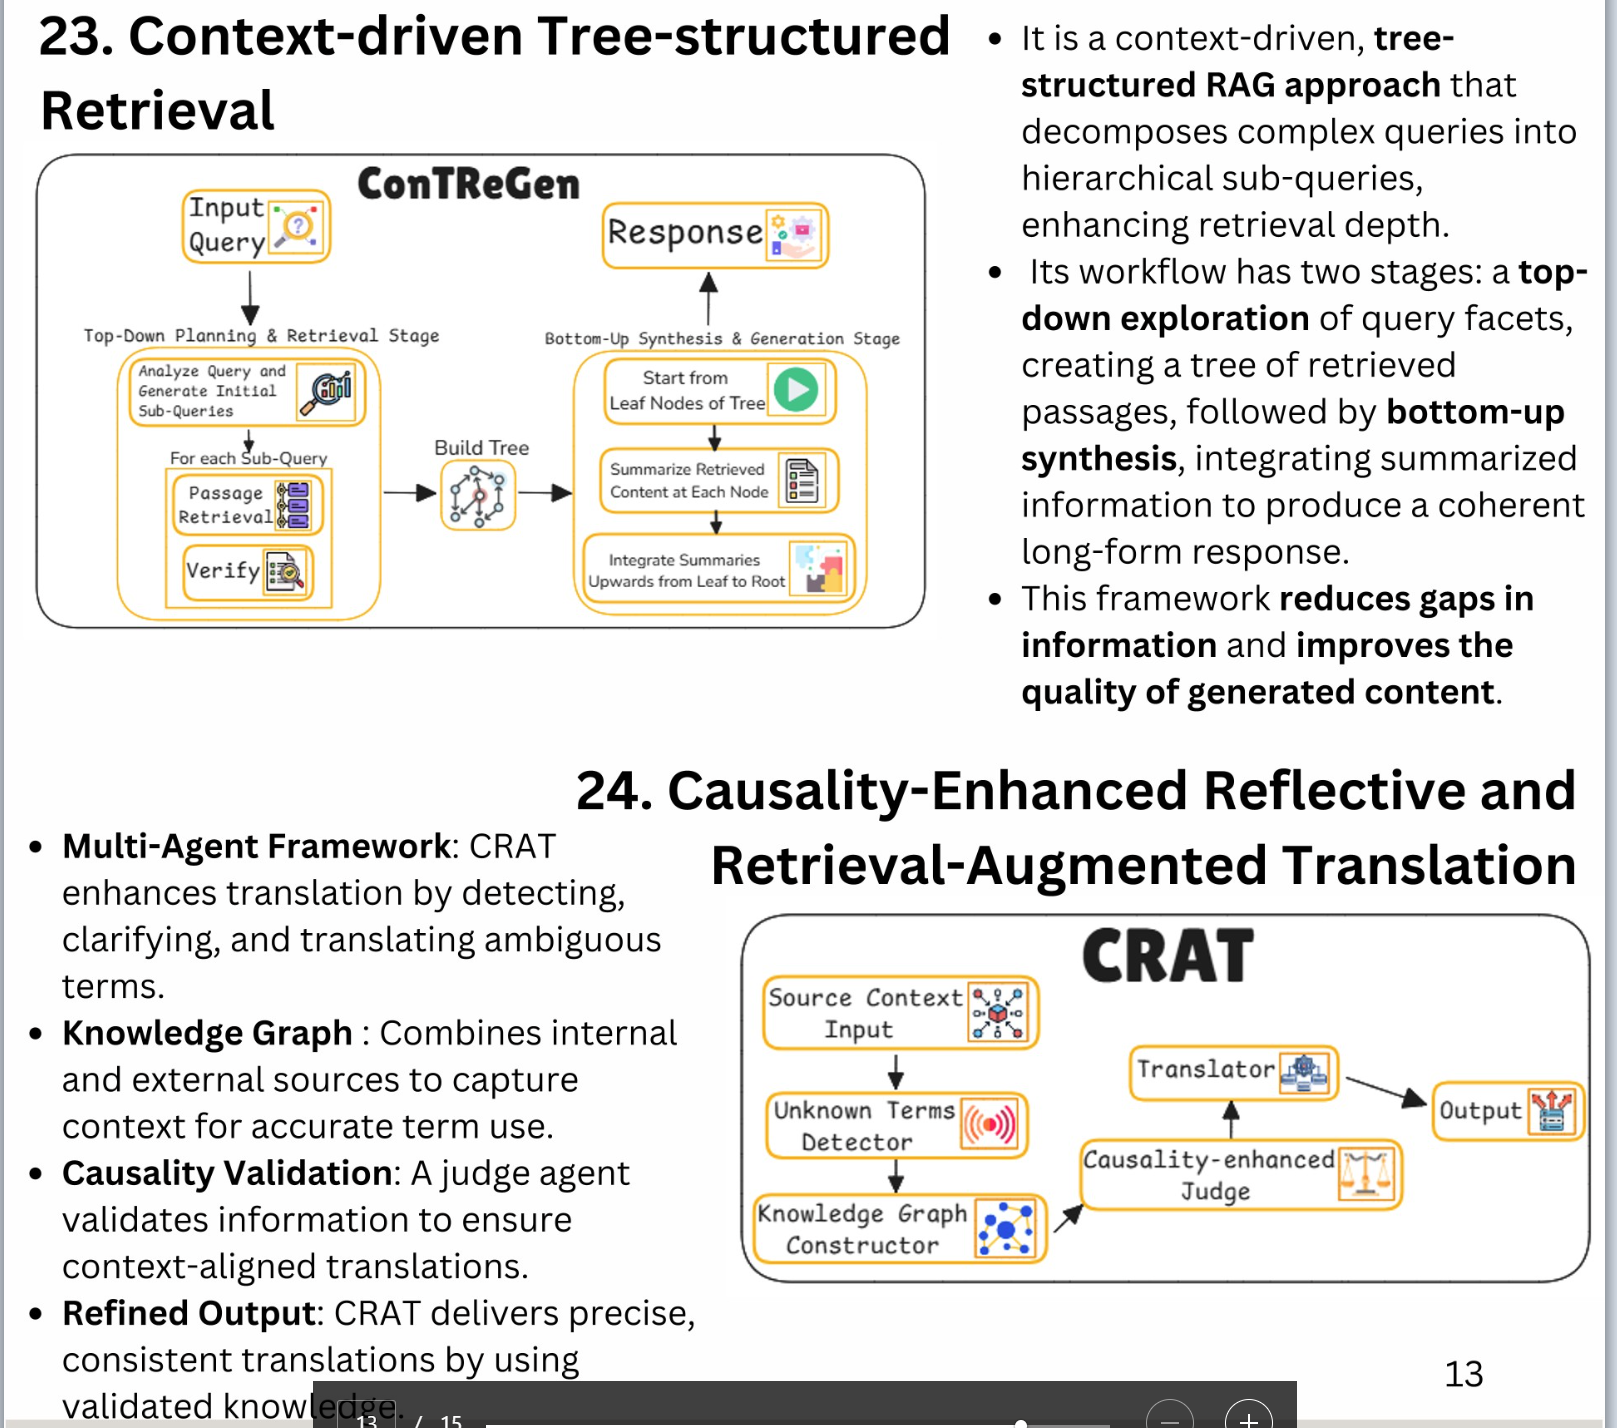 23. Context-driven Tree-structured
Retrieval
ConTReGen
Input
Query
Top-Down Planning & Retrieval Stage
Analyze Query and
Generate Initial
Sub-Queries
For each Sub-Query
Passage
Retrieval
Verify
Build Tree
Response
Bottom-Up Synthesis & Generation Stage
Start from
Leaf Nodes of Tree
Summarize Retrieved
Content at Each Node
Integrate Summaries
Upwards from Leaf to Root
• It is a context-driven, tree-
structured RAG approach that
decomposes complex queries into
hierarchical sub-queries,
enhancing retrieval depth.
• Its workflow has two stages: a top-
down exploration of query facets,
creating a tree of retrieved
passages, followed by bottom-up
synthesis, integrating summarized
information to produce a coherent
long-form response.
• This framework reduces gaps in
information and improves the
quality of generated content.
24. Causality-Enhanced Reflective and
Retrieval-Augmented Translation
• Multi-Agent Framework: CRAT
enhances translation by detecting,
clarifying, and translating ambiguous
terms.
• Knowledge Graph : Combines internal
and external sources to capture
context for accurate term use.
• Causality Validation: A judge agent
validates information to ensure
context-aligned translations.
• Refined Output: CRAT delivers precise,
consistent translations by using
validated knowledge.
CRAT
Source Context
Input
Unknown Terms
Detector
Knowledge Graph
Constructor
Causality-enhanced
Judge
Translator
Output
13
13 / 15